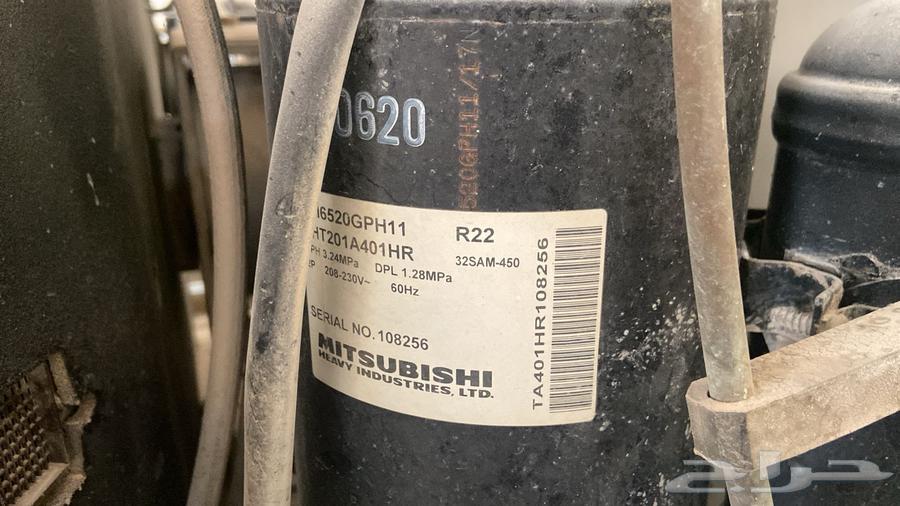 0620
520GPH11/17N
6520GPH11
R22
HT201A401HR
32SAM-450
PH 3.24MPa DPL 1.28MPa
208-230V~ 60Hz
SERIAL NO. 108256
MITSUBISHI
HEAVY INDUSTRIES, LTD.
TA401HR108256
حراج